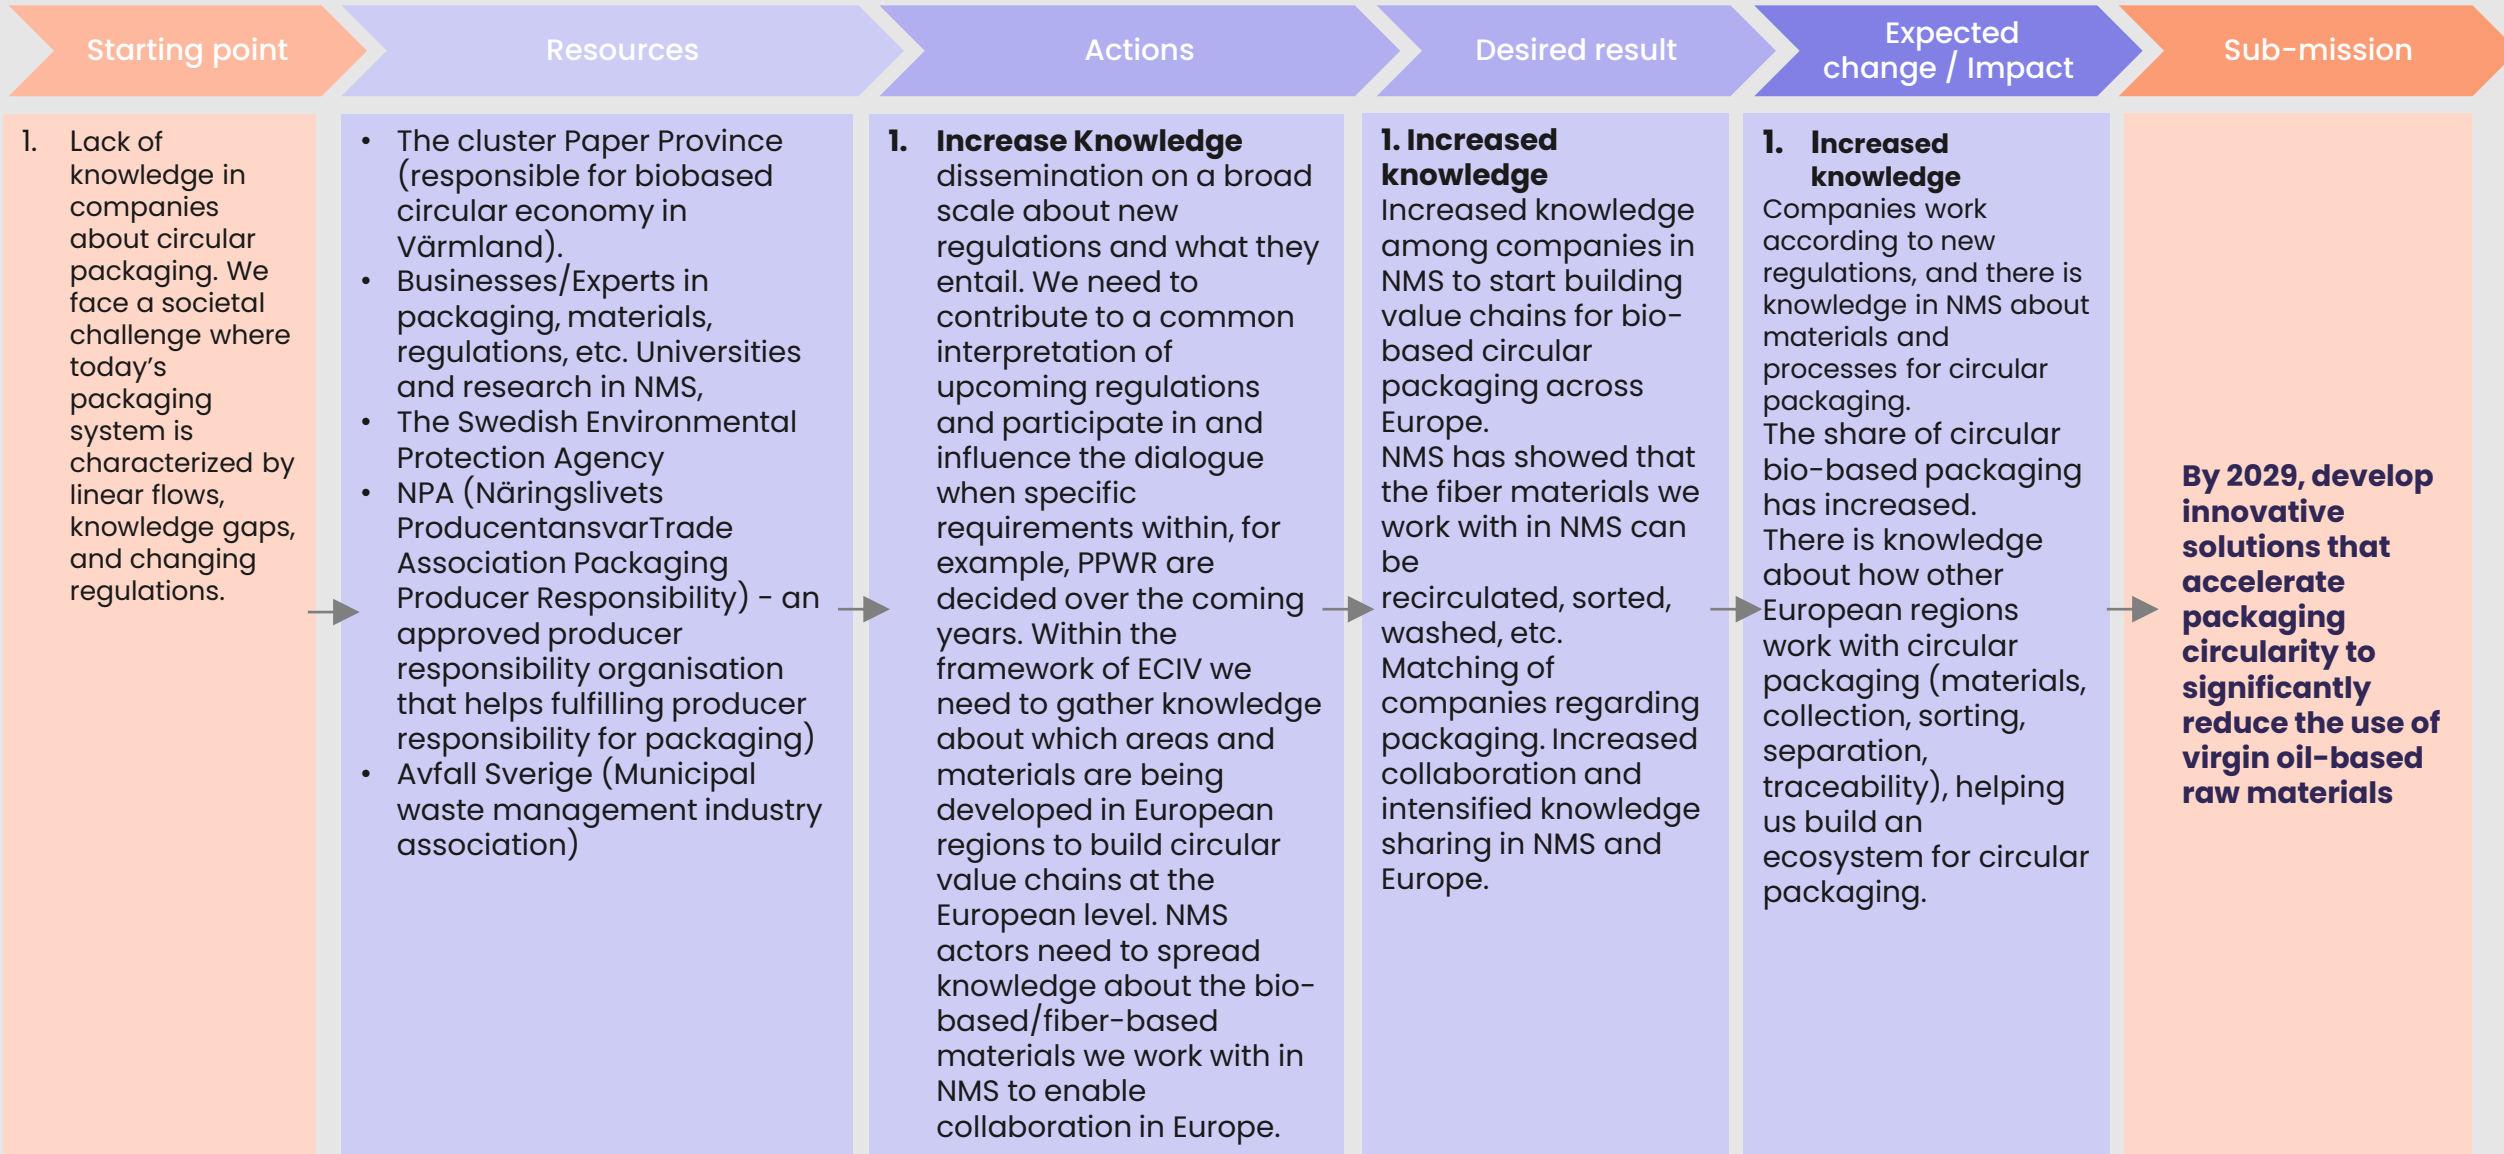 Starting point
Resources
Actions
Desired result
Expected
change / Impact
Sub-mission
1. Lack of
knowledge in
companies
about circular
packaging. We
face a societal
challenge where
today's
packaging
system is
characterized by
linear flows,
knowledge gaps,
and changing
regulations.
• The cluster Paper Province
(responsible for biobased
circular economy in
Värmland).
• Businesses/Experts in
packaging, materials,
regulations, etc. Universities
and research in NMS,
• The Swedish Environmental
Protection Agency
• NPA (Näringslivets
ProducentansvarTrade
Association Packaging
Producer Responsibility) - an
approved producer
responsibility organisation
that helps fulfilling producer
responsibility for packaging)
• Avfall Sverige (Municipal
waste management industry
association)
1. Increase Knowledge
dissemination on a broad
scale about new
regulations and what they
entail. We need to
contribute to a common
interpretation of
upcoming regulations
and participate in and
influence the dialogue
when specific
requirements within, for
example, PPWR are
decided over the coming
years. Within the
framework of ECIV we
need to gather knowledge
about which areas and
materials are being
developed in European
regions to build circular
value chains at the
European level. NMS
actors need to spread
knowledge about the bio-
based/fiber-based
materials we work with in
NMS to enable
collaboration in Europe.
1. Increased
knowledge
Increased knowledge
among companies in
NMS to start building
value chains for bio-
based circular
packaging across
Europe.
NMS has showed that
the fiber materials we
work with in NMS can
be
recirculated, sorted,
washed, etc.
Matching of
companies regarding
packaging. Increased
collaboration and
intensified knowledge
sharing in NMS and
Europe.
1. Increased
knowledge
Companies work
according to new
regulations, and there is
knowledge in NMS about
materials and
processes for circular
packaging.
The share of circular
bio-based packaging
has increased.
There is knowledge
about how other
European regions
work with circular
packaging (materials,
collection, sorting,
separation,
traceability), helping
us build an
ecosystem for circular
packaging.
By 2029, develop
innovative
solutions that
accelerate
packaging
circularity to
significantly
reduce the use of
virgin oil-based
raw materials